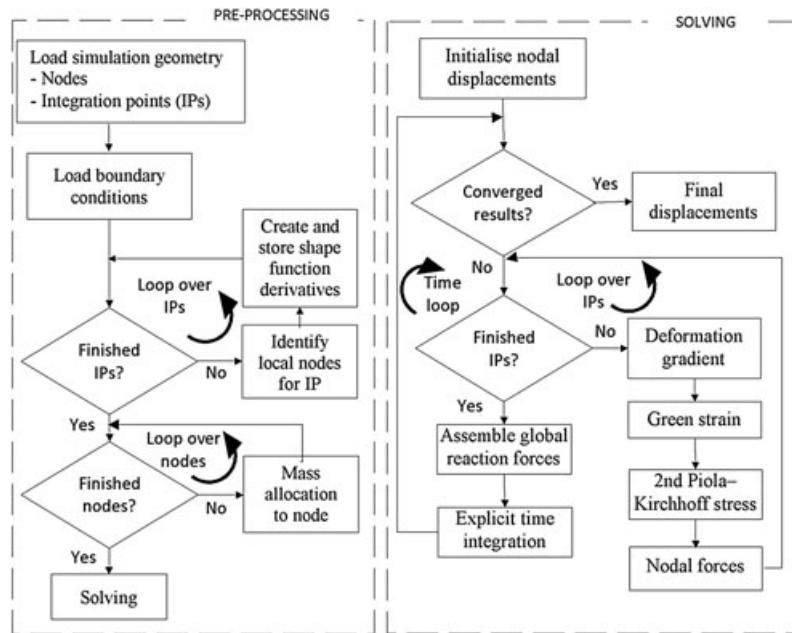 PRE-PROCESSING
Load simulation geometry
- Nodes
- Integration points (IPs)
Load boundary
conditions
Create and
store shape
function
derivatives
Loop over
IPs
Finished
IPs?
No
Identify
local nodes
for IP
Yes
Loop over
nodes
Finished
nodes?
No
Mass
allocation
to node
Yes
Solving
SOLVING
Initialise nodal
displacements
Converged
results?
Yes
Final
displacements
No
Time
loop
Loop over
IPs
Finished
IPs?
No
Deformation
gradient
Yes
Green strain
Assemble global
reaction forces
2nd Piola–
Kirchhoff stress
Explicit time
integration
Nodal forces